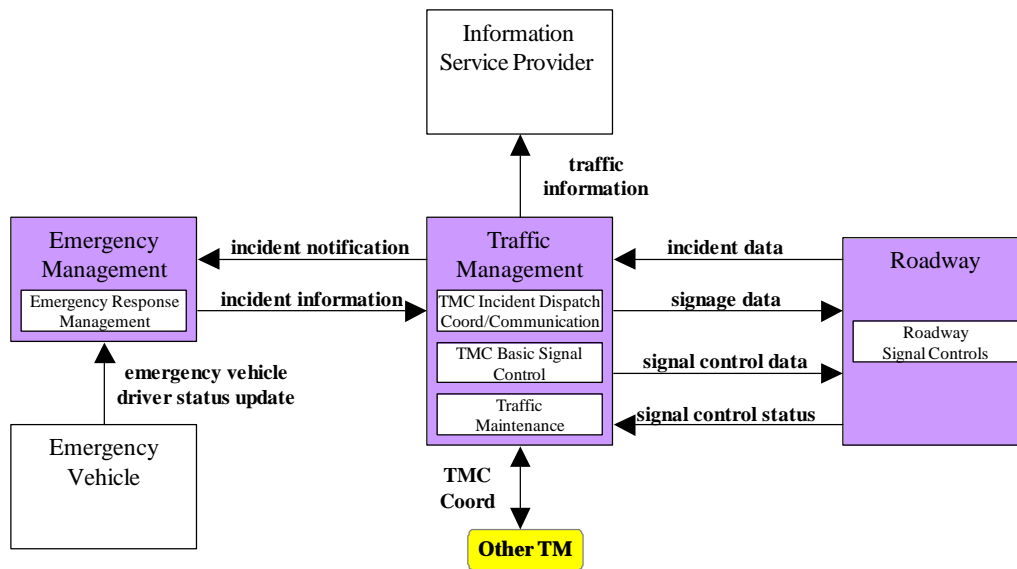 Information
Service Provider
traffic
information
Emergency
Management
Emergency Response
Management
incident notification
incident information
Traffic
Management
TMC Incident Dispatch
Coord/Communication
TMC Basic Signal
Control
Traffic
Maintenance
incident data
signage data
signal control data
signal control status
Roadway
Roadway
Signal Controls
emergency vehicle
driver status update
Emergency
Vehicle
TMC
Coord
Other TM